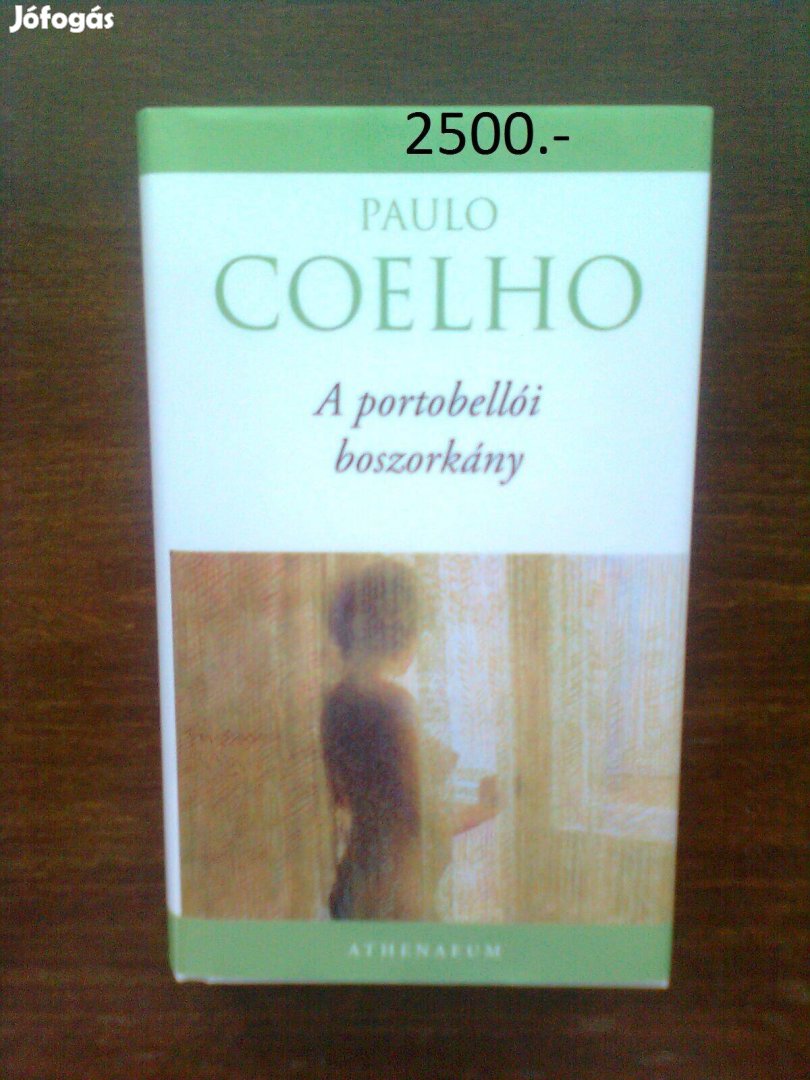 Jófogás
2500.-
PAULO
COELHO
A portobellói
boszorkány
ATHENAEUM